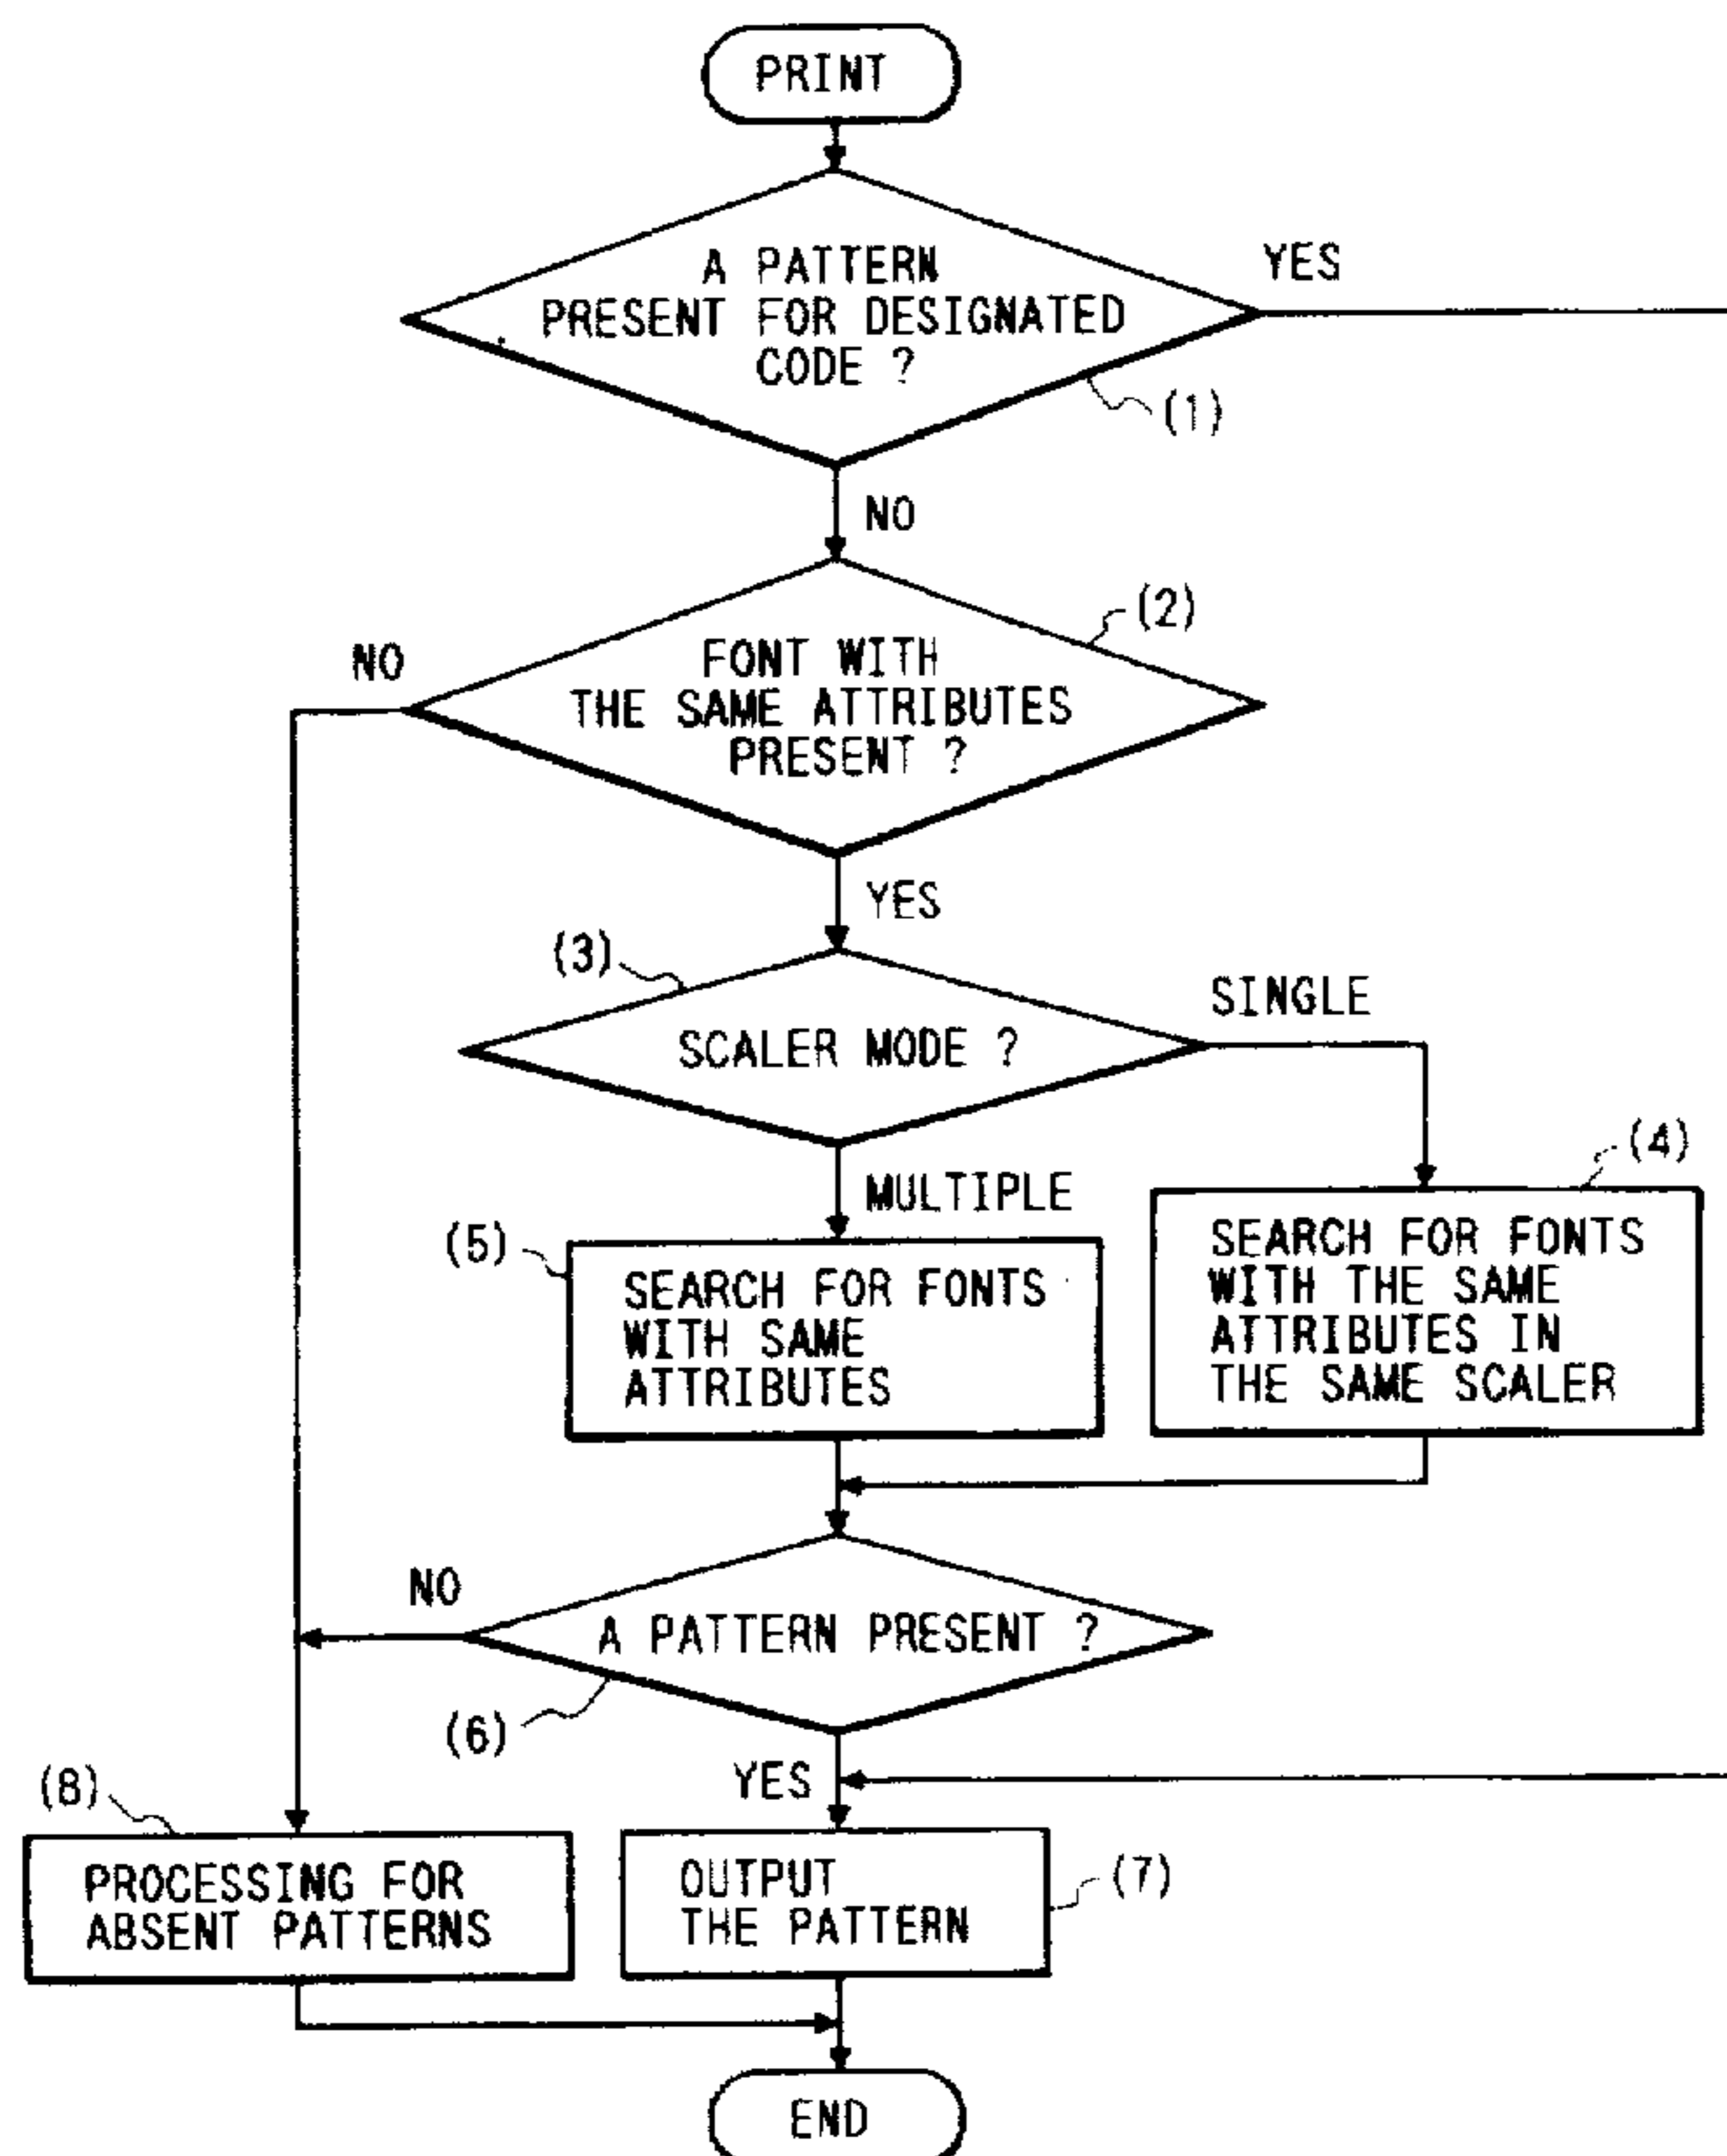 PRINT
A PATTERN
PRESENT FOR DESIGNATED
CODE ?
YES
(1)
NO
(2)
FONT WITH
THE SAME ATTRIBUTES
PRESENT ?
NO
YES
(3)
SCALER MODE ?
SINGLE
MULTIPLE
(4)
SEARCH FOR FONTS
WITH THE SAME
ATTRIBUTES IN
THE SAME SCALER
(5)
SEARCH FOR FONTS
WITH SAME
ATTRIBUTES
NO
A PATTERN PRESENT ?
(6)
YES
(8)
PROCESSING FOR
ABSENT PATTERNS
OUTPUT
THE PATTERN
(7)
END